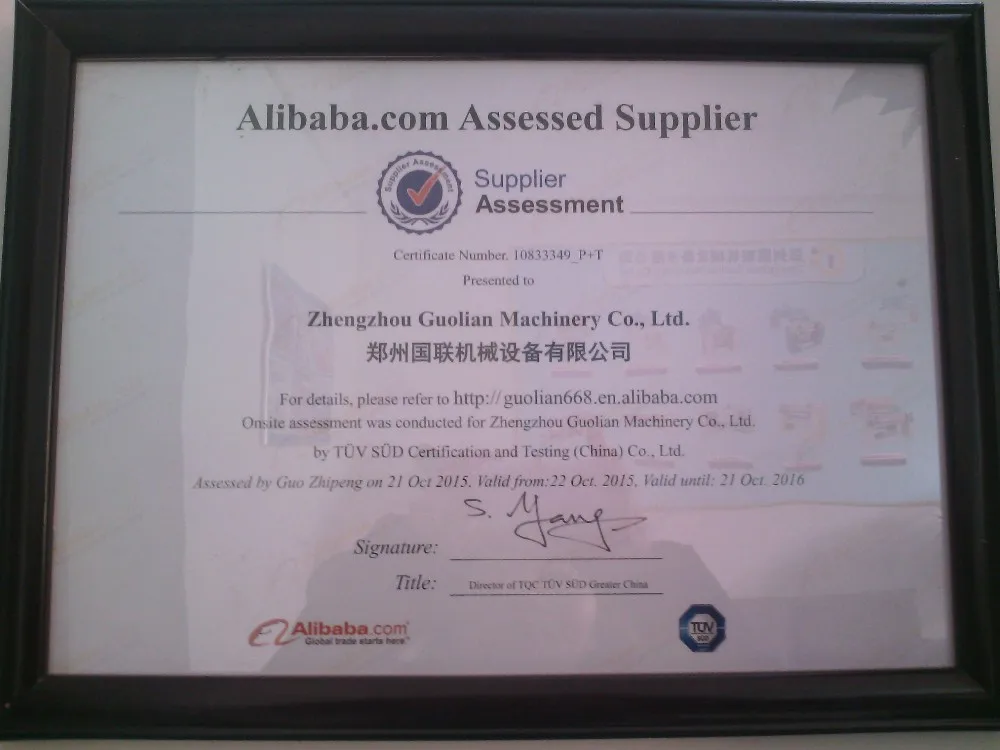 Alibaba.com Assessed Supplier
Supplier Assessment
Supplier
Assessment
Certificate Number. 10833349_P+T
Presented to
Zhengzhou Guolian Machinery Co., Ltd.
郑州国联机械设备有限公司
For details, please refer to http://guolian668.en.alibaba.com
Onsite assessment was conducted for Zhengzhou Guolian Machinery Co., Ltd.
by TÜV SÜD Certification and Testing (China) Co., Ltd.
Assessed by Guo Zhipeng on 21 Oct 2015. Valid from:22 Oct. 2015. Valid until: 21 Oct. 2016
S. Yang
Signature:
Title: Director of TQC TÜV SÜD Greater China
Alibaba.com®
Global trade starts here.™
TÜV
SÜD